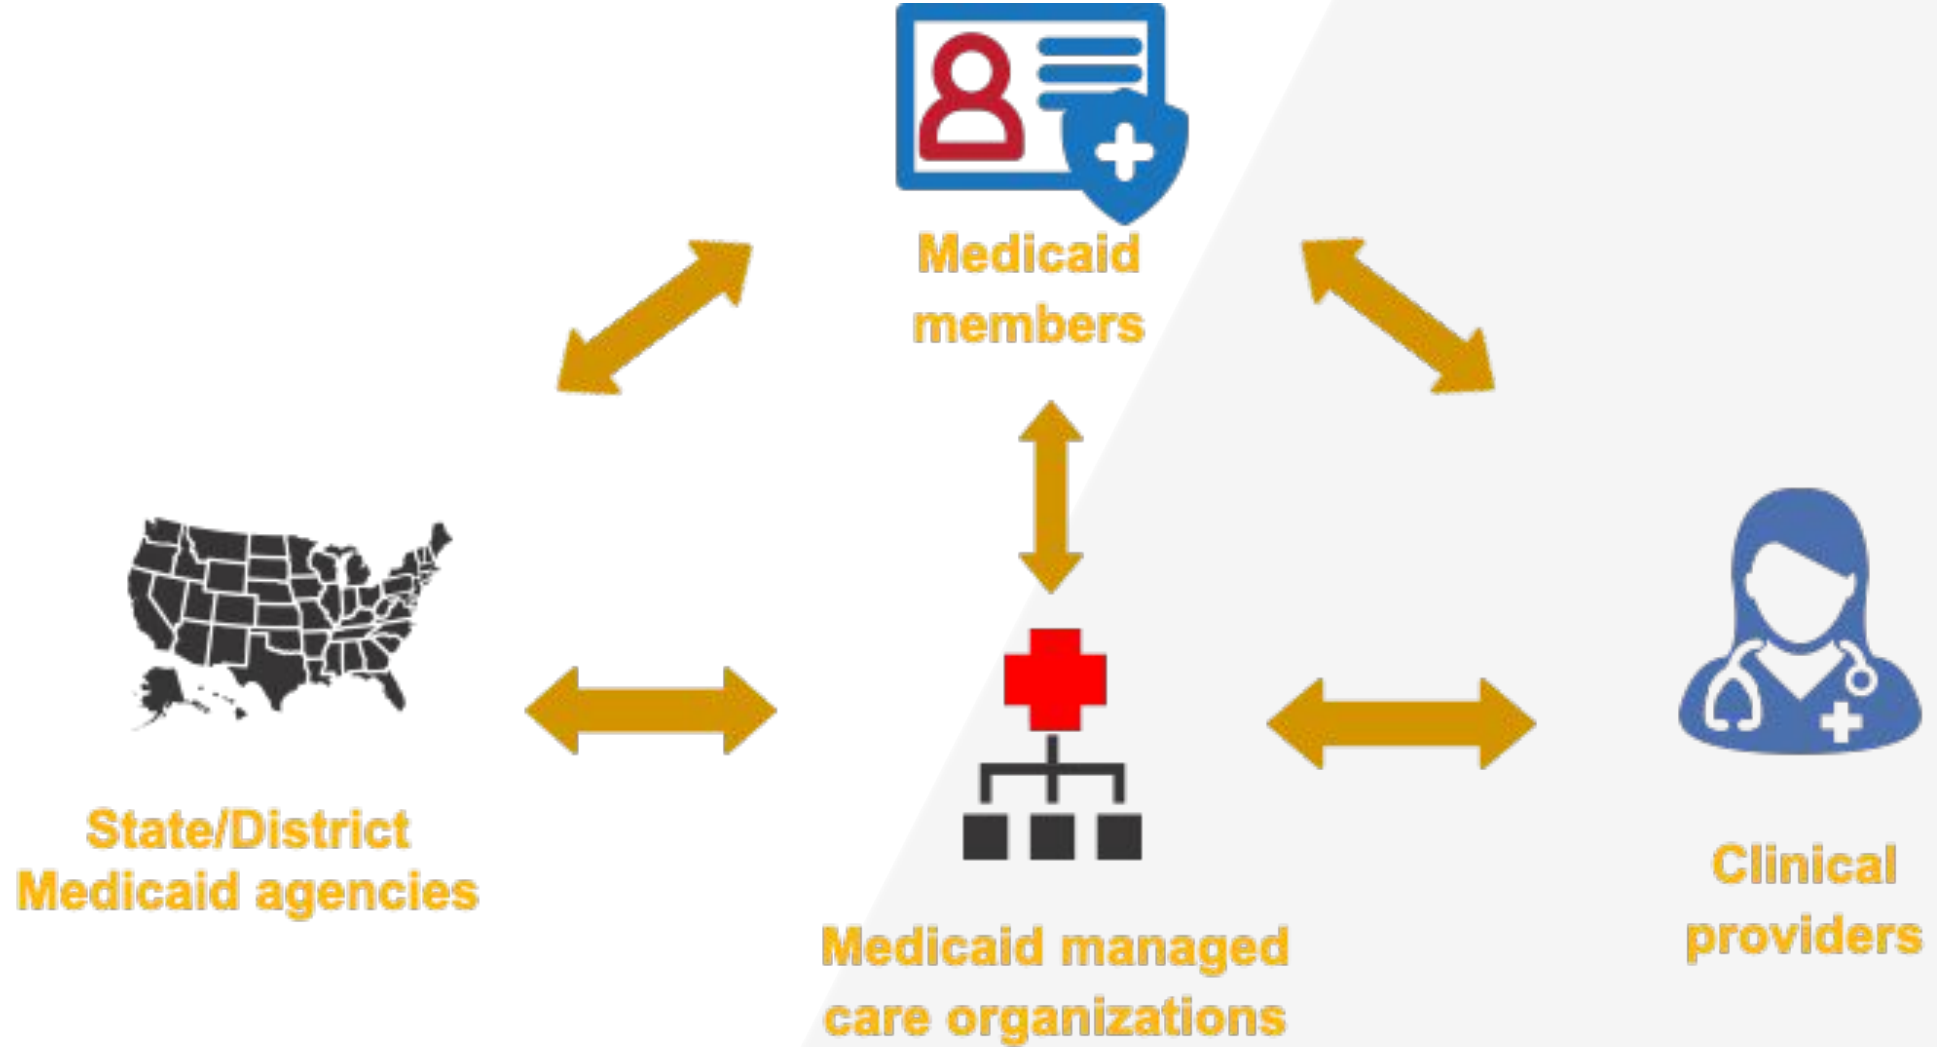 Medicaid
members
State/District
Medicaid agencies
Medicaid managed
care organizations
Clinical
providers